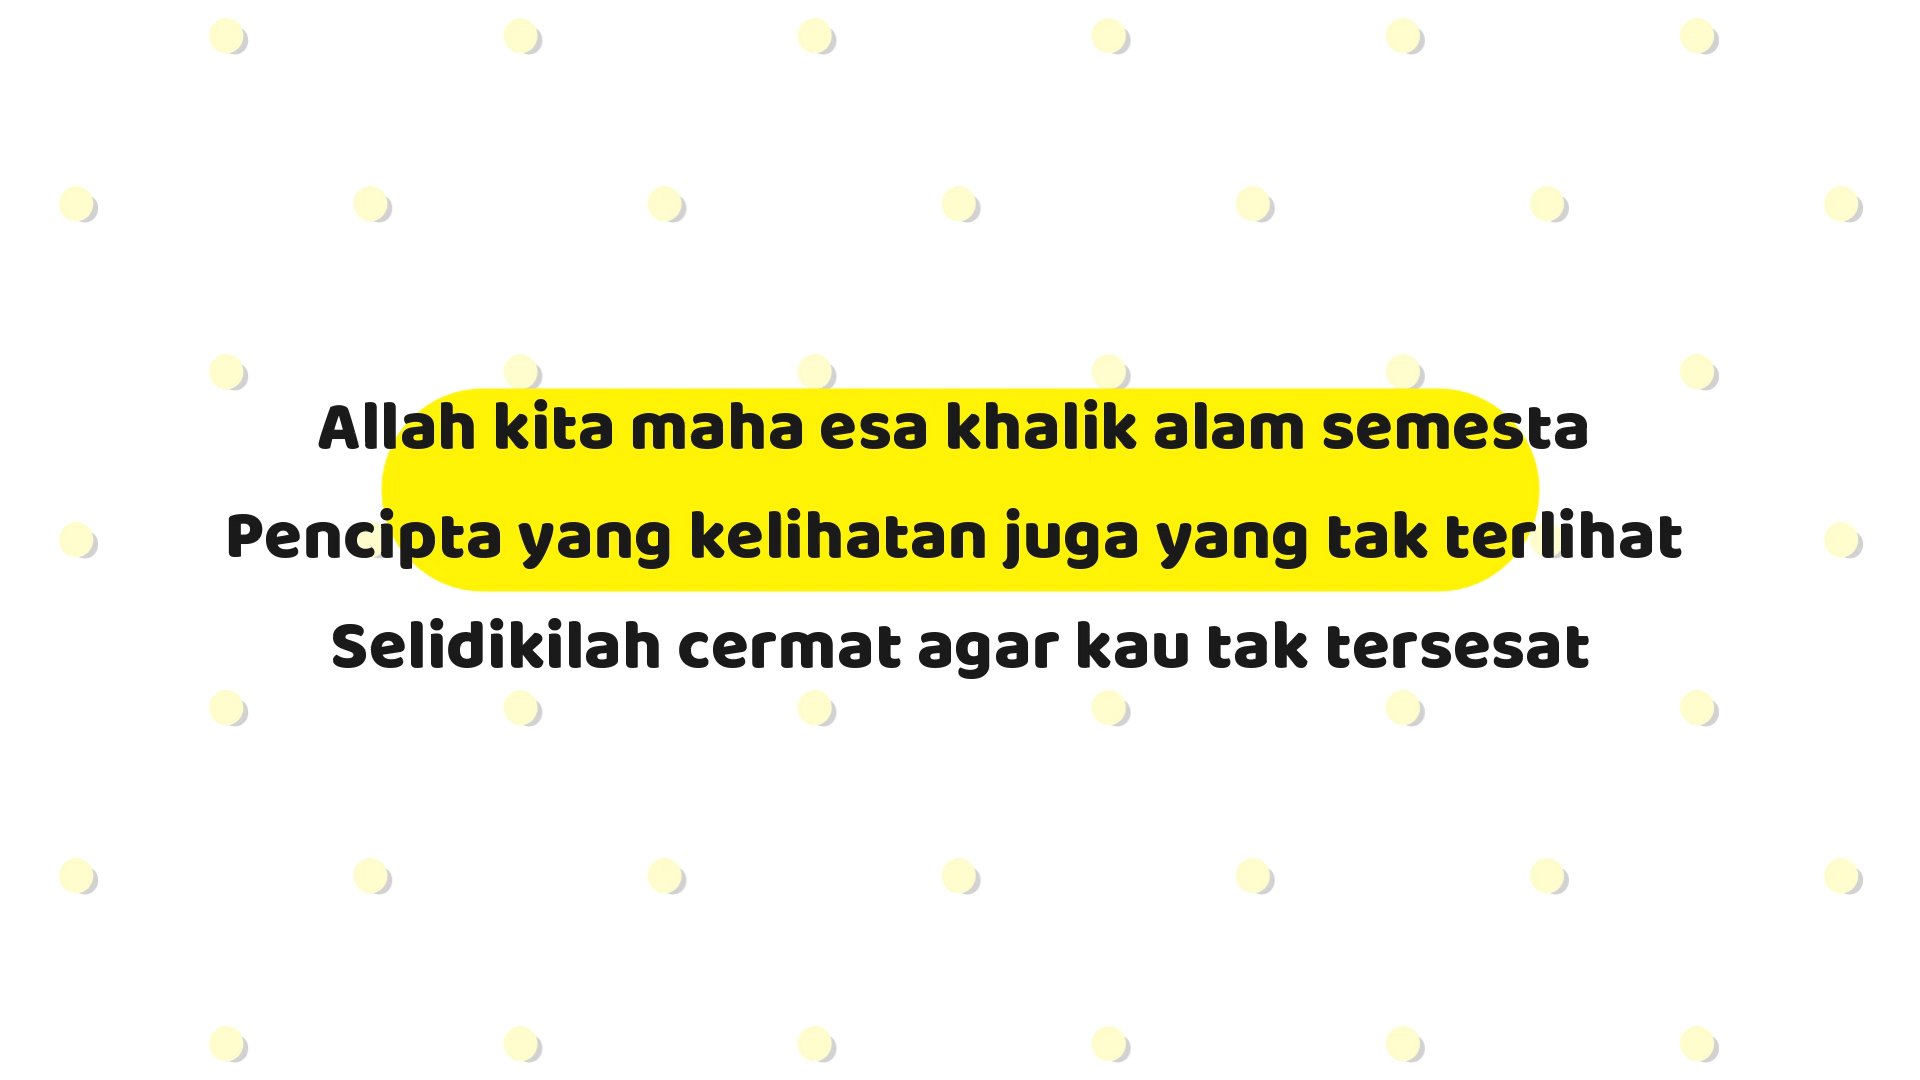 Allah kita maha esa khalik alam semesta
Pencipta yang kelihatan juga yang tak terlihat
Selidikilah cermat agar kau tak tersesat